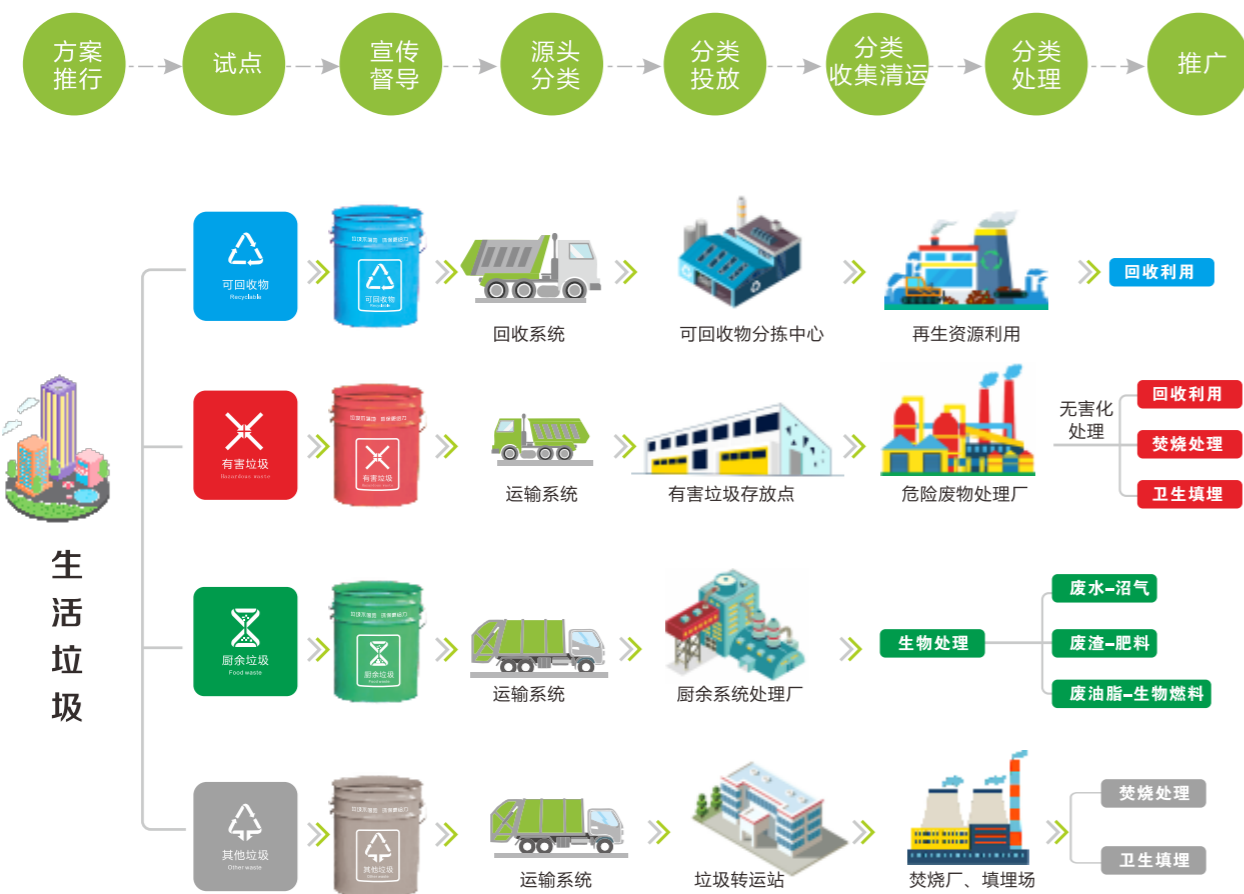 方案
推行
试点
宣传
督导
源头
分类
分类
投放
分类
收集清运
分类
处理
推广
生活垃圾
可回收物
Recyclable
可回收物
回收系统
可回收物分拣中心
再生资源利用
回收利用
有害垃圾
Hazardous waste
有害垃圾
运输系统
有害垃圾存放点
危险废物处理厂
无害化
处理
回收利用
焚烧处理
卫生填埋
厨余垃圾
Food waste
厨余垃圾
Food waste
运输系统
厨余系统处理厂
生物处理
废水–沼气
废渣–肥料
废油脂–生物燃料
其他垃圾
Other waste
其他垃圾
Other waste
运输系统
垃圾转运站
焚烧厂、填埋场
焚烧处理
卫生填埋